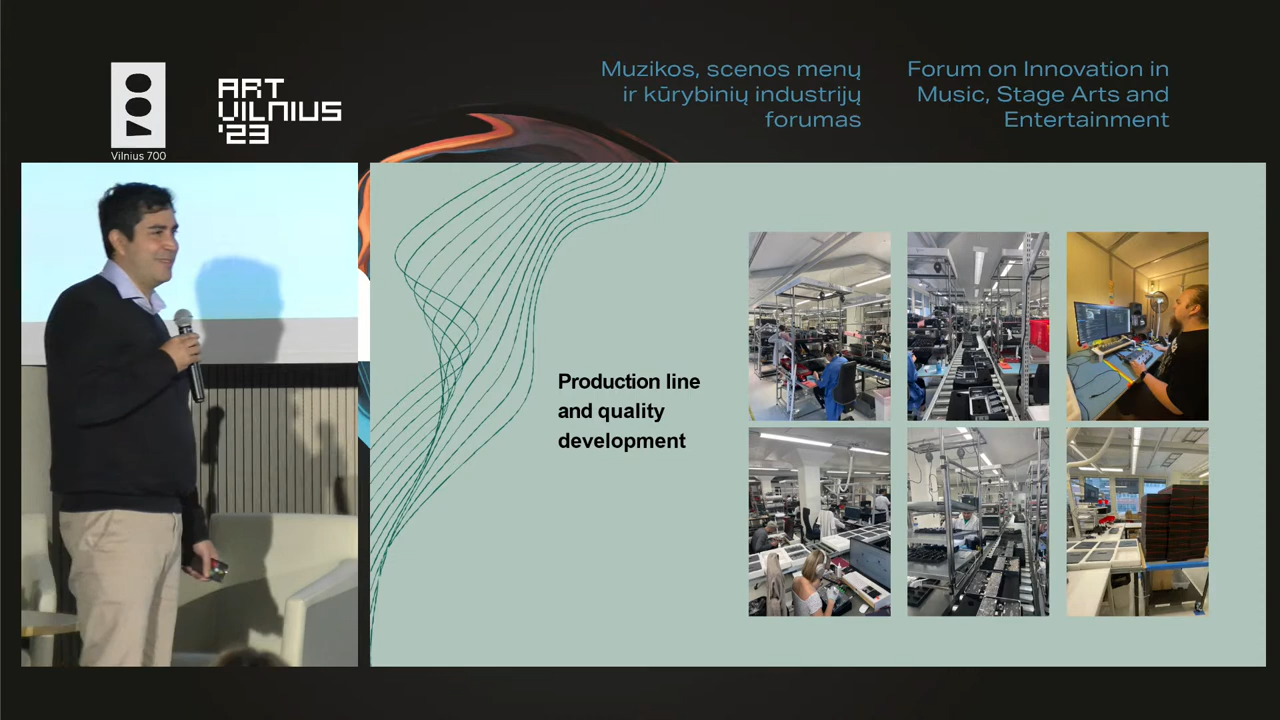 Vilnius 700
ART
VILNIUS
'23
Muzikos, scenos menų
ir kūrybinių industrijų
forumas
Forum on Innovation in
Music, Stage Arts and
Entertainment
Production line
and quality
development